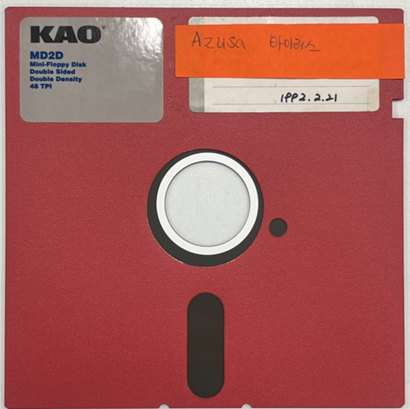 KAO
MD2D
Mini-Floppy Disk
Double Sided
Double Density
48 TPI
Azusa 바이러스
1992.2.21